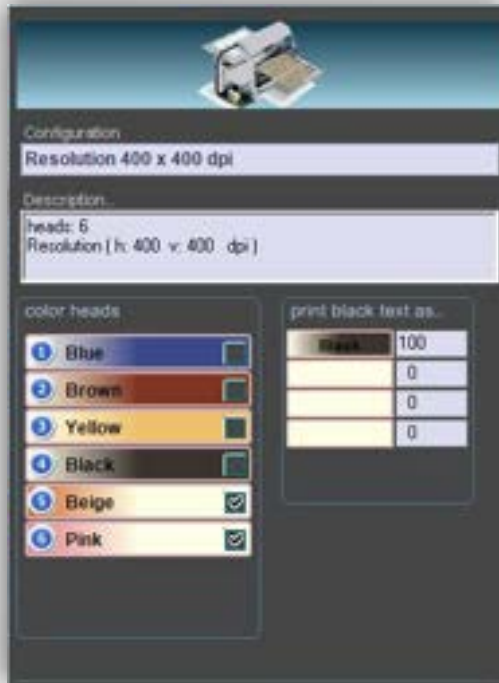 Configuration
Resolution 400 x 400 dpi
Description..
heads: 6
Resolution ( h: 400 v: 400 dpi )
color heads
1 Blue
2 Brown
3 Yellow
4 Black
5 Beige
6 Pink
print black text as..
Black 100
0
0
0